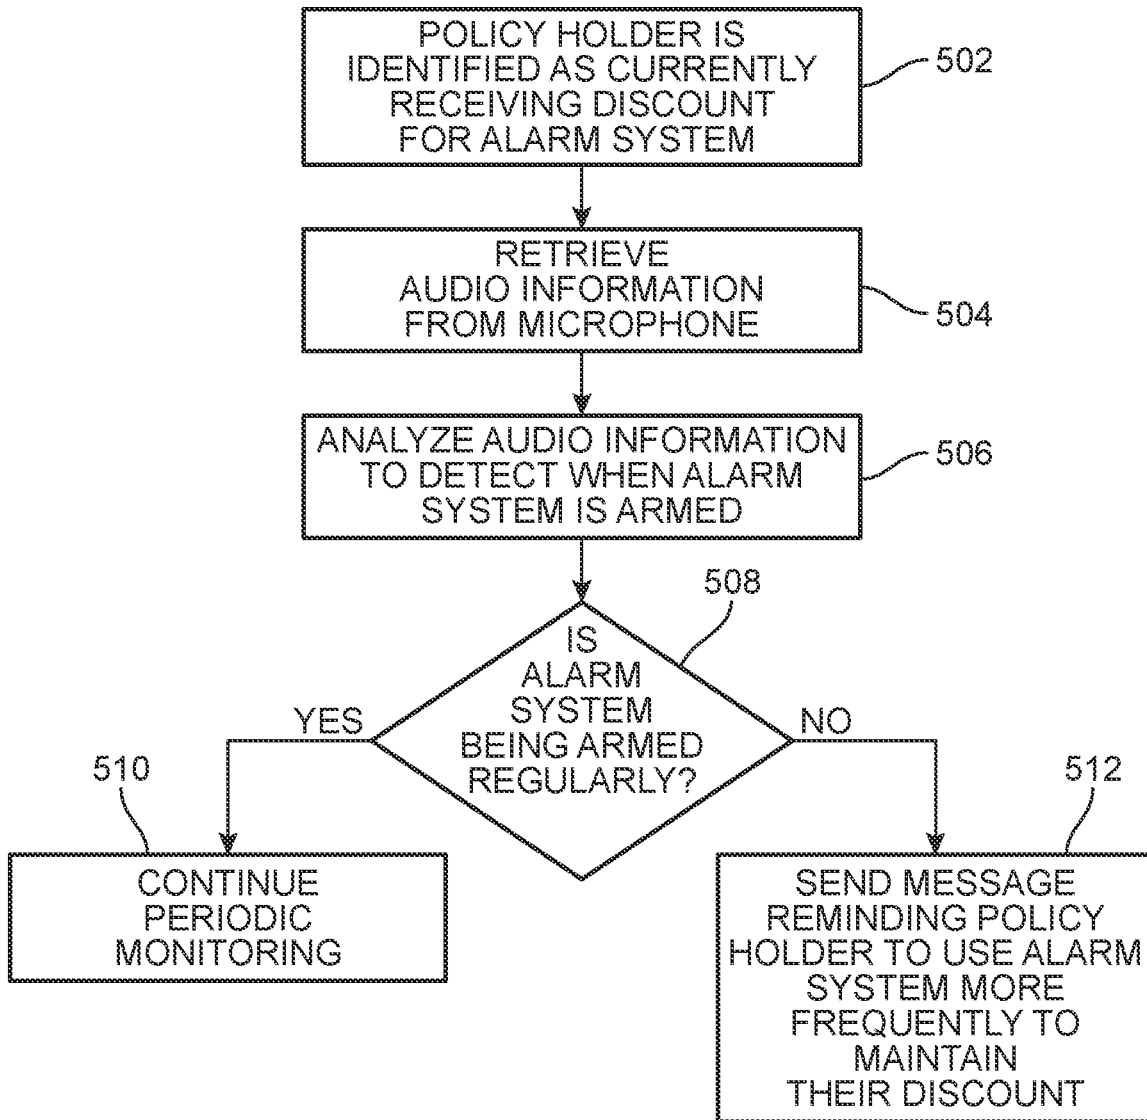 POLICY HOLDER IS
IDENTIFIED AS CURRENTLY
RECEIVING DISCOUNT
FOR ALARM SYSTEM
502
RETRIEVE
AUDIO INFORMATION
FROM MICROPHONE
504
ANALYZE AUDIO INFORMATION
TO DETECT WHEN ALARM
SYSTEM IS ARMED
506
508
IS
ALARM
SYSTEM
BEING ARMED
REGULARLY?
YES
NO
510
CONTINUE
PERIODIC
MONITORING
512
SEND MESSAGE
REMINDING POLICY
HOLDER TO USE ALARM
SYSTEM MORE
FREQUENTLY TO
MAINTAIN
THEIR DISCOUNT